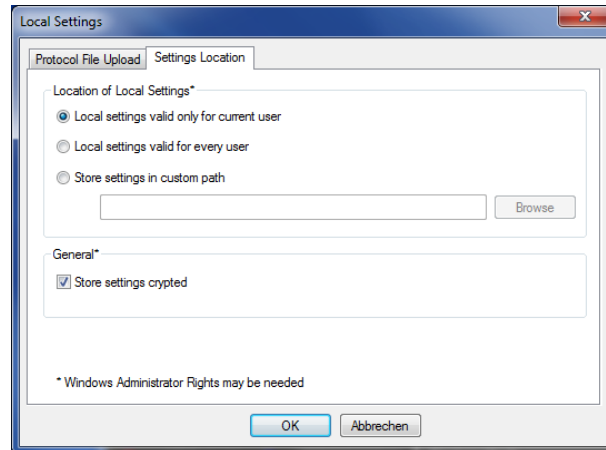 Local Settings
Protocol File Upload
Settings Location
Location of Local Settings*
Local settings valid only for current user
Local settings valid for every user
Store settings in custom path
Browse
General*
Store settings crypted
* Windows Administrator Rights may be needed
OK
Abbrechen